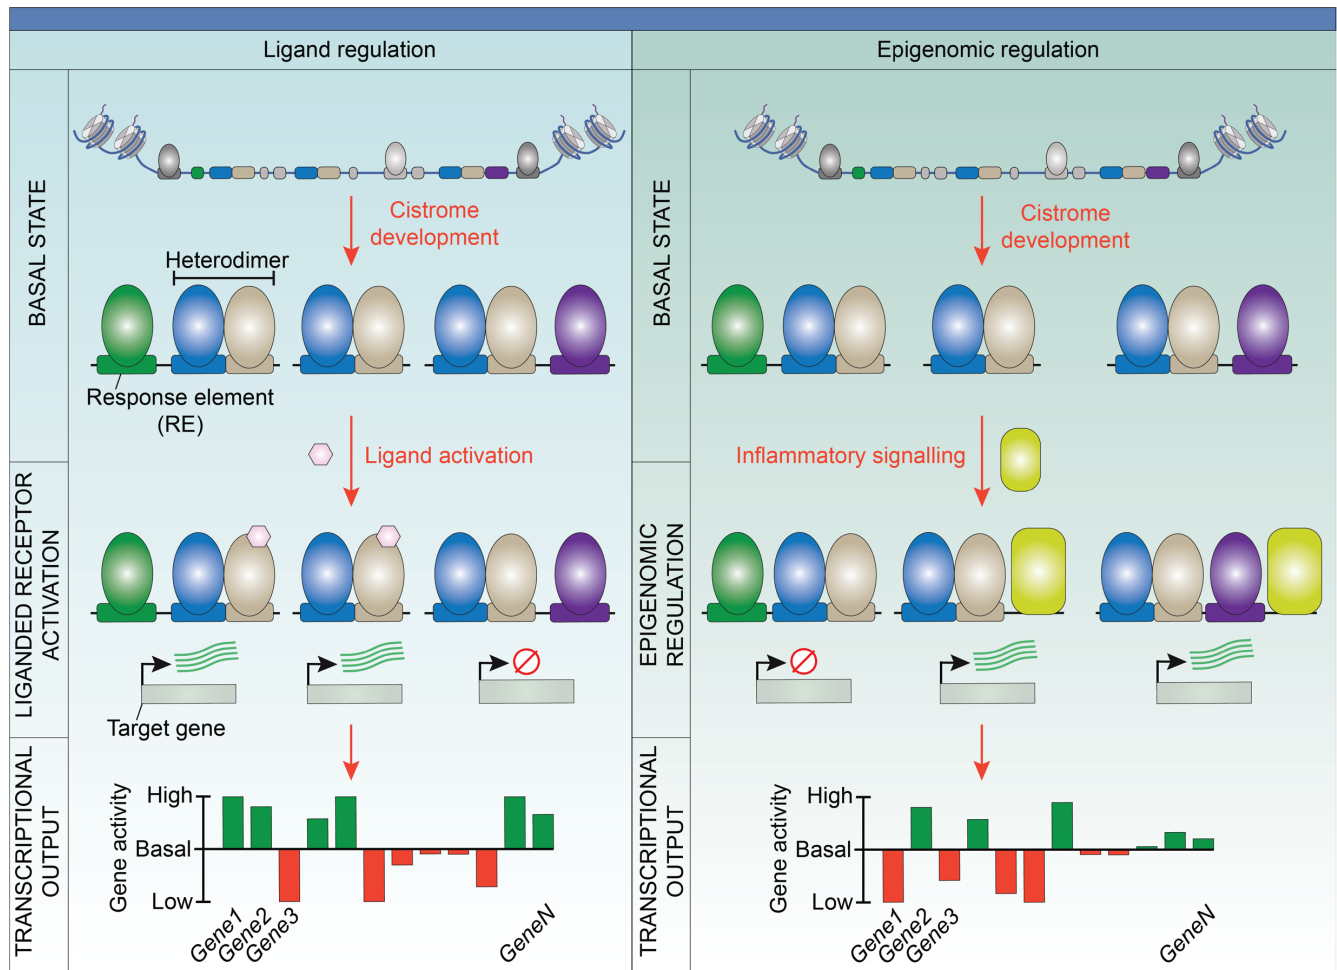 Ligand regulation
Epigenomic regulation
BASAL STATE
Cistrome
development
Heterodimer
Response element
(RE)
Ligand activation
LIGANDED RECEPTOR
ACTIVATION
Target gene
TRANSCRIPTIONAL
OUTPUT
Gene activity
High
Basal
Low
Gene1
Gene2
Gene3
GeneN
BASAL STATE
Cistrome
development
Inflammatory signalling
EPIGENOMIC
REGULATION
TRANSCRIPTIONAL
OUTPUT
Gene activity
High
Basal
Low
Gene1
Gene2
Gene3
GeneN